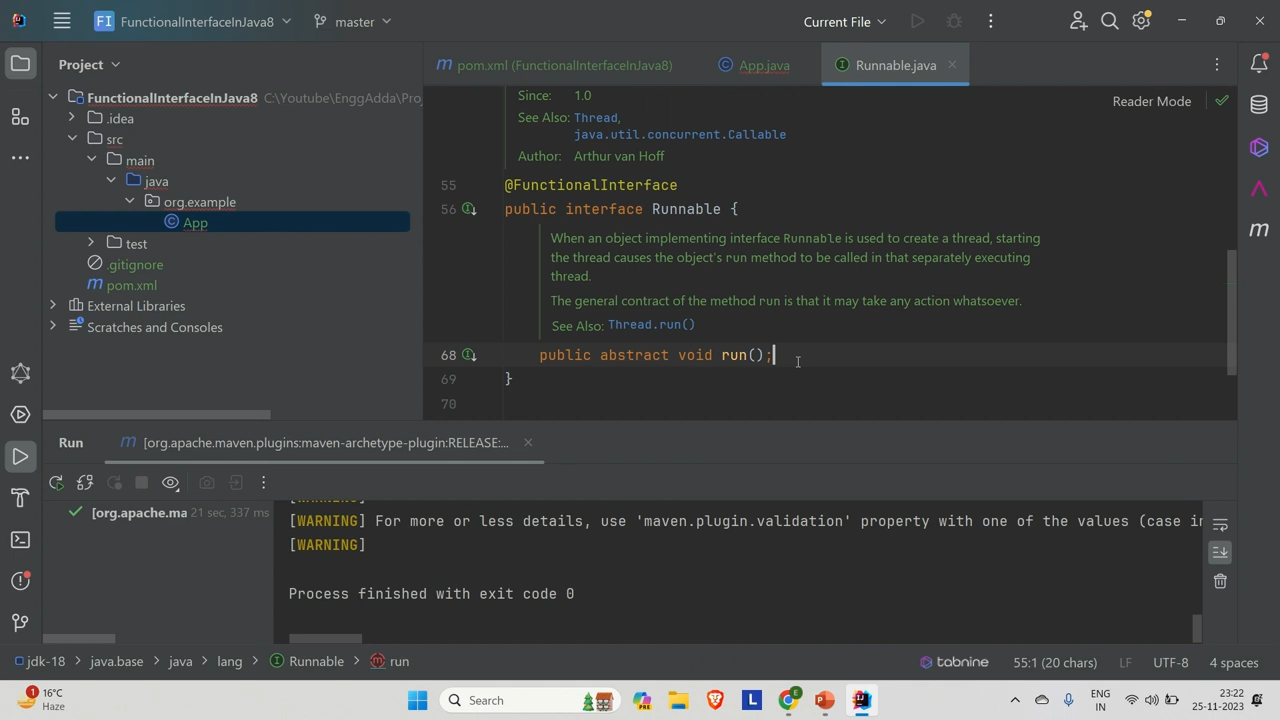 FI FunctionalInterfaceInJava8 master Current File
Project
pom.xml (FunctionalInterfaceInJava8) App.java Runnable.java
FunctionalInterfaceInJava8 C:\Youtube\EnggAdda\Pro
.idea
src
main
java
org.example
App
test
.gitignore
pom.xml
External Libraries
Scratches and Consoles
Reader Mode
Since: 1.0
See Also: Thread,
java.util.concurrent.Callable
Author: Arthur van Hoff
55 @FunctionalInterface
56 public interface Runnable {
When an object implementing interface Runnable is used to create a thread, starting
the thread causes the object's run method to be called in that separately executing
thread.
The general contract of the method run is that it may take any action whatsoever.
See Also: Thread.run()
68 public abstract void run();
69 }
70
Run [org.apache.maven.plugins:maven-archetype-plugin:RELEASE:...
[org.apache.ma 21 sec, 337 ms
[WARNING] For more or less details, use 'maven.plugin.validation' property with one of the values (case in
[WARNING]
Process finished with exit code 0
jdk-18 > java.base > java > lang > Runnable > run tabnine 55:1 (20 chars) LF UTF-8 4 spaces
1 16°C
Haze
Search
PRE
ENG
IN
23:22
25-11-2023